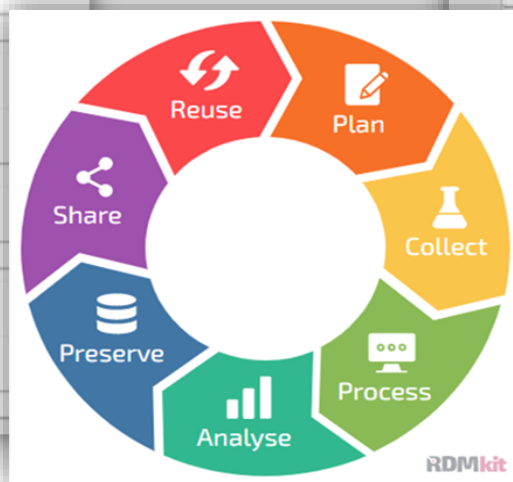 Reuse
Plan
Share
Collect
Preserve
Process
Analyse
RDMkit